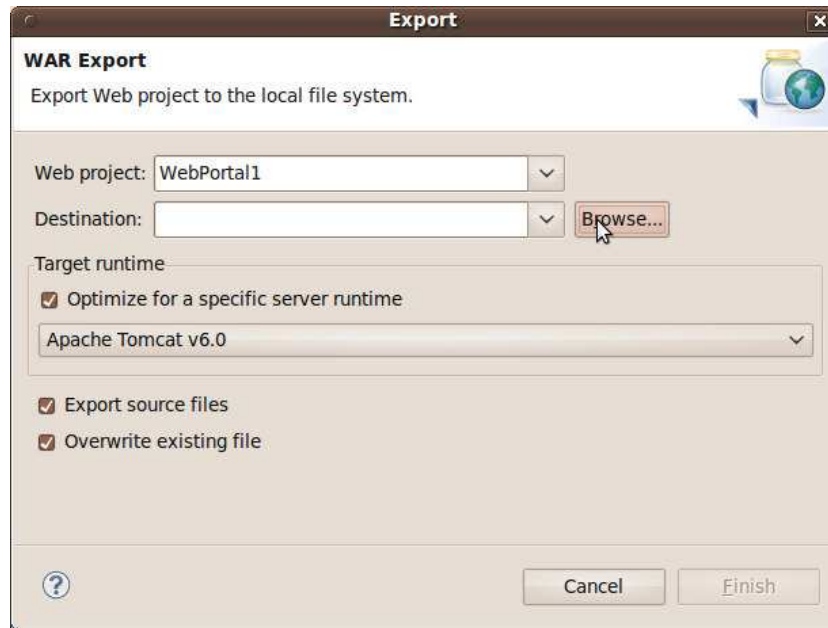 Export
WAR Export
Export Web project to the local file system.
Web project: WebPortal1
Destination: Browse...
Target runtime
Optimize for a specific server runtime
Apache Tomcat v6.0
Export source files
Overwrite existing file
? Cancel Finish